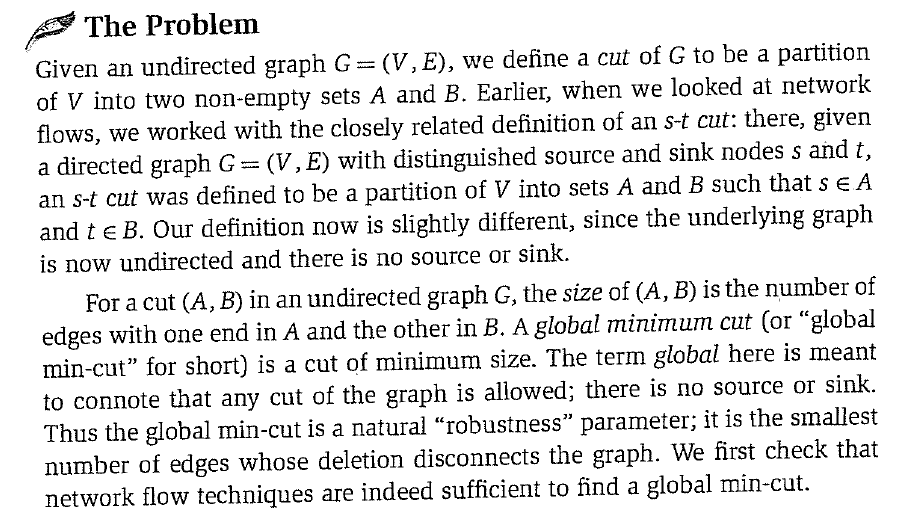 The Problem
Given an undirected graph G = (V, E), we define a cut of G to be a partition
of V into two non-empty sets A and B. Earlier, when we looked at network
flows, we worked with the closely related definition of an s-t cut: there, given
a directed graph G = (V, E) with distinguished source and sink nodes s and t,
an s-t cut was defined to be a partition of V into sets A and B such that s ∈ A
and t ∈ B. Our definition now is slightly different, since the underlying graph
is now undirected and there is no source or sink.
For a cut (A, B) in an undirected graph G, the size of (A, B) is the number of
edges with one end in A and the other in B. A global minimum cut (or “global
min-cut” for short) is a cut of minimum size. The term global here is meant
to connote that any cut of the graph is allowed; there is no source or sink.
Thus the global min-cut is a natural “robustness” parameter; it is the smallest
number of edges whose deletion disconnects the graph. We first check that
network flow techniques are indeed sufficient to find a global min-cut.